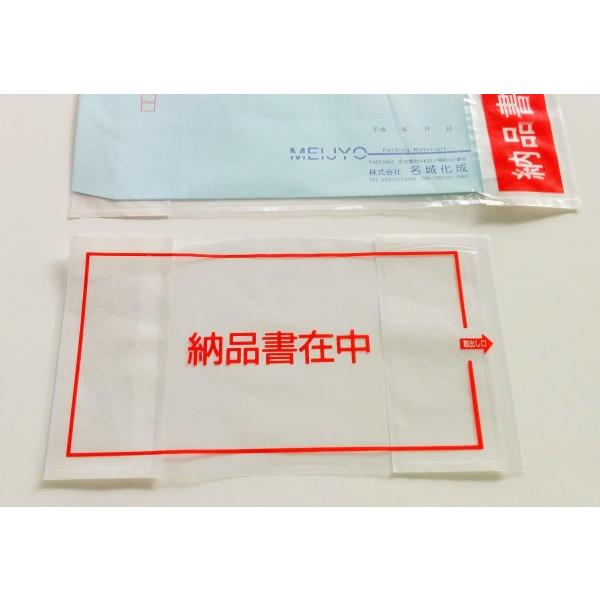 納品書
平成 年 月 日
MEIJYO Packing Materials
株式会社 名城化成
納品書在中
取出し口